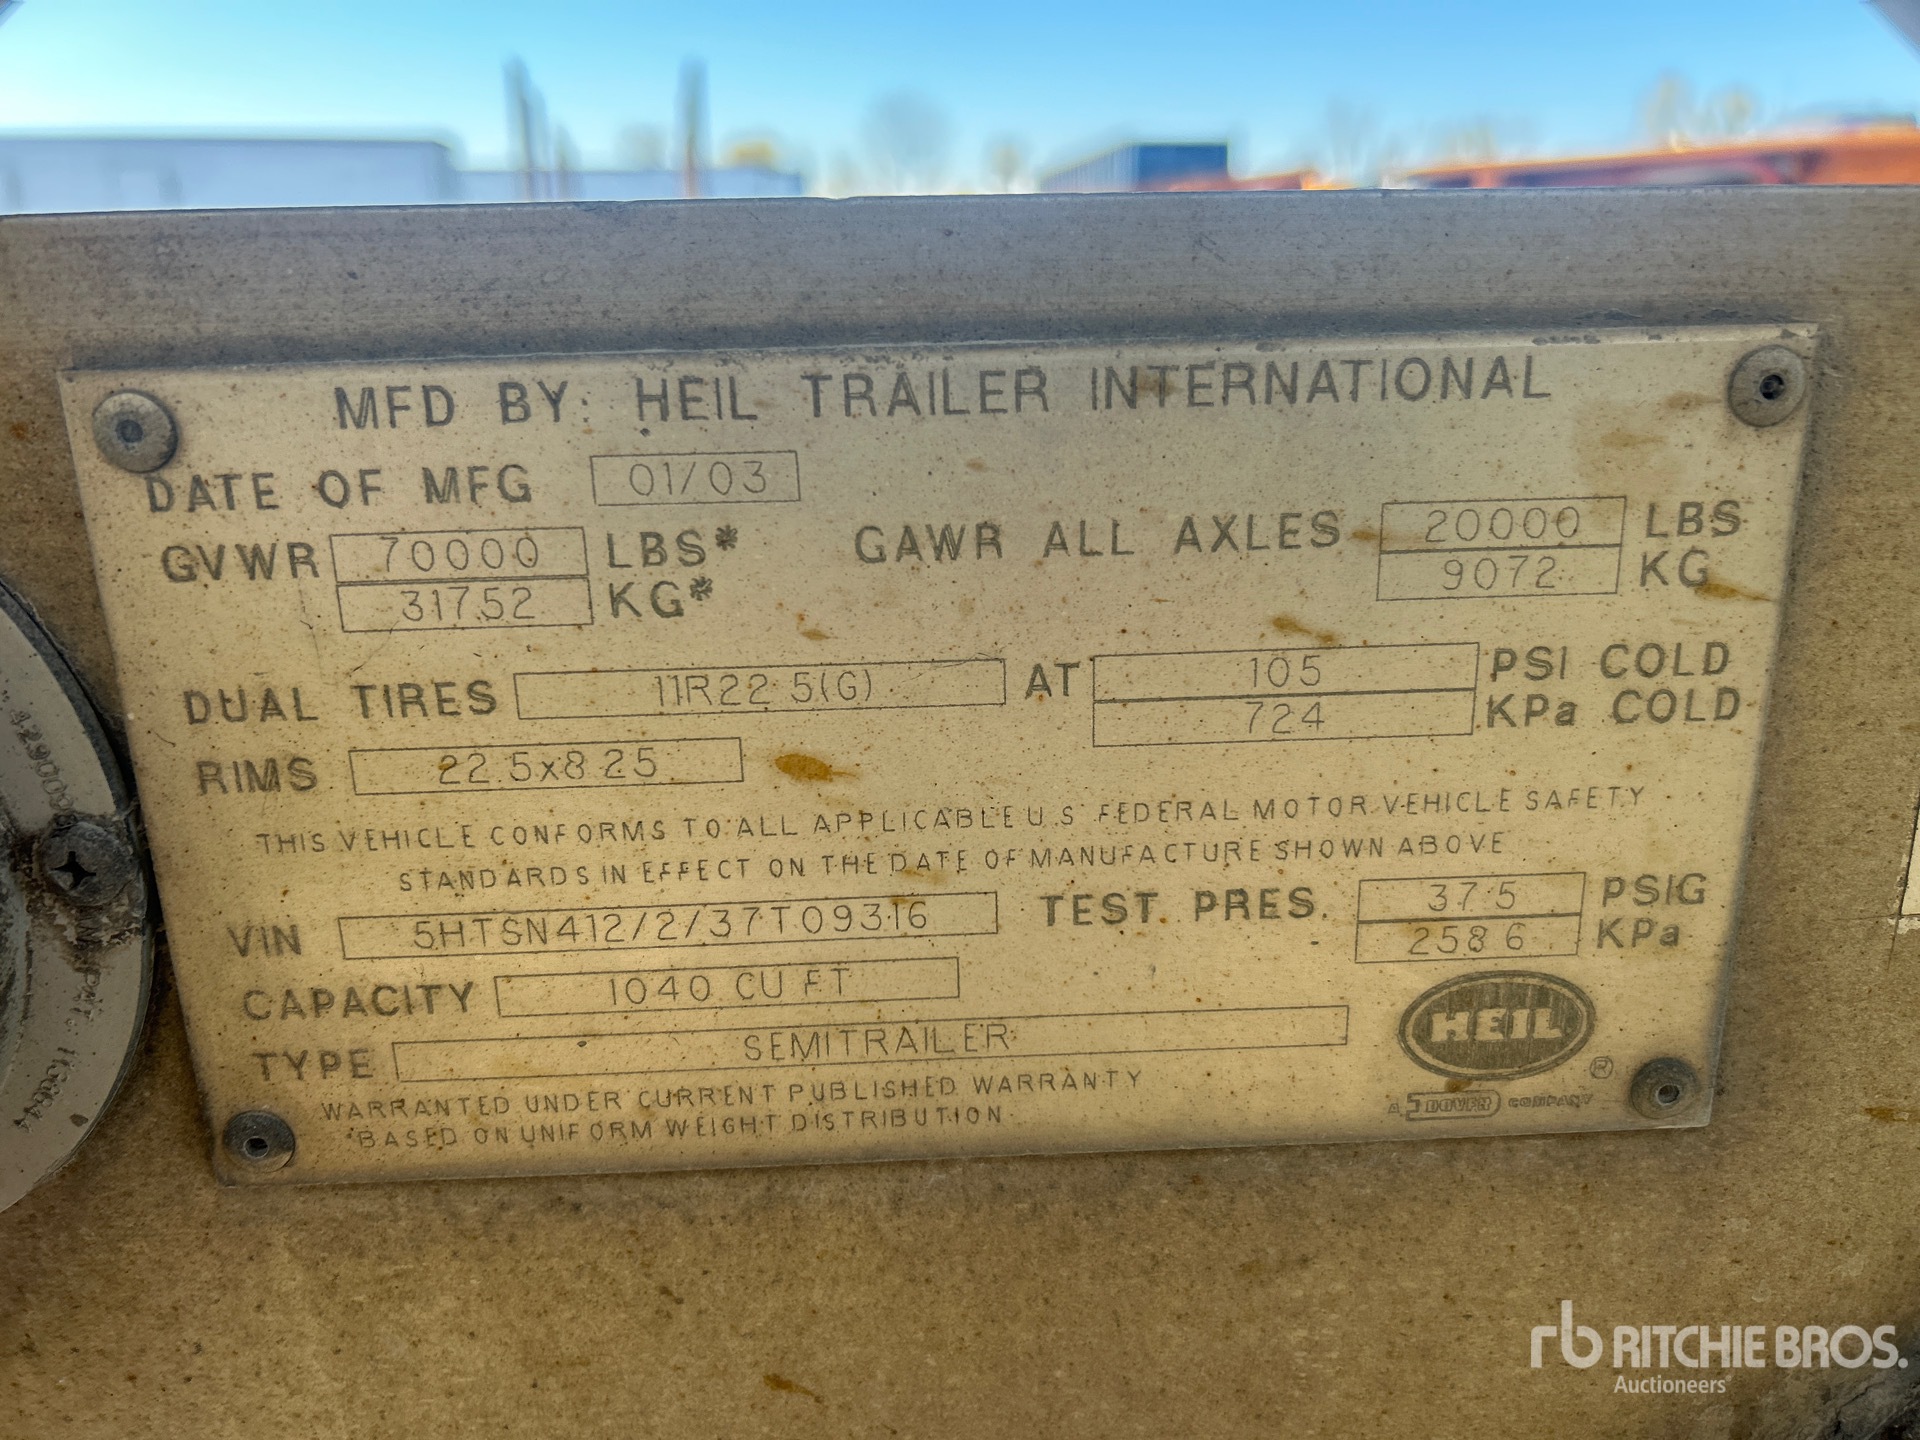 MFD BY: HEIL TRAILER INTERNATIONAL
DATE OF MFG 01/03
GVWR 70000 LBS* GAWR ALL AXLES 20000 LBS
31752 KG* 9072 KG
DUAL TIRES 11R22.5(G) AT 105 PSI COLD
724 KPa COLD
RIMS 22.5x8.25
THIS VEHICLE CONFORMS TO ALL APPLICABLE U.S. FEDERAL MOTOR VEHICLE SAFETY
STANDARDS IN EFFECT ON THE DATE OF MANUFACTURE SHOWN ABOVE
VIN 5HTSN412/2/37T09316 TEST. PRES. 37.5 PSIG
258.6 KPa
CAPACITY 1040 CU FT
TYPE SEMITRAILER
HEIL ®
A DOVER COMPANY
WARRANTED UNDER CURRENT PUBLISHED WARRANTY
*BASED ON UNIFORM WEIGHT DISTRIBUTION
rb RITCHIE BROS.
Auctioneers